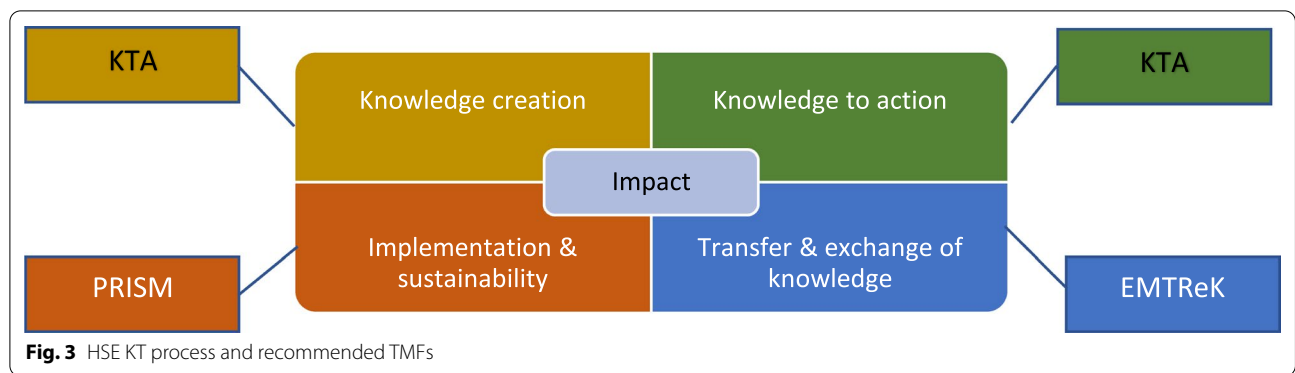 KTA
KTA
Knowledge creation
Knowledge to action
Impact
Implementation &
sustainability
Transfer & exchange of
knowledge
PRISM
EMTReK
Fig. 3 HSE KT process and recommended TMFs